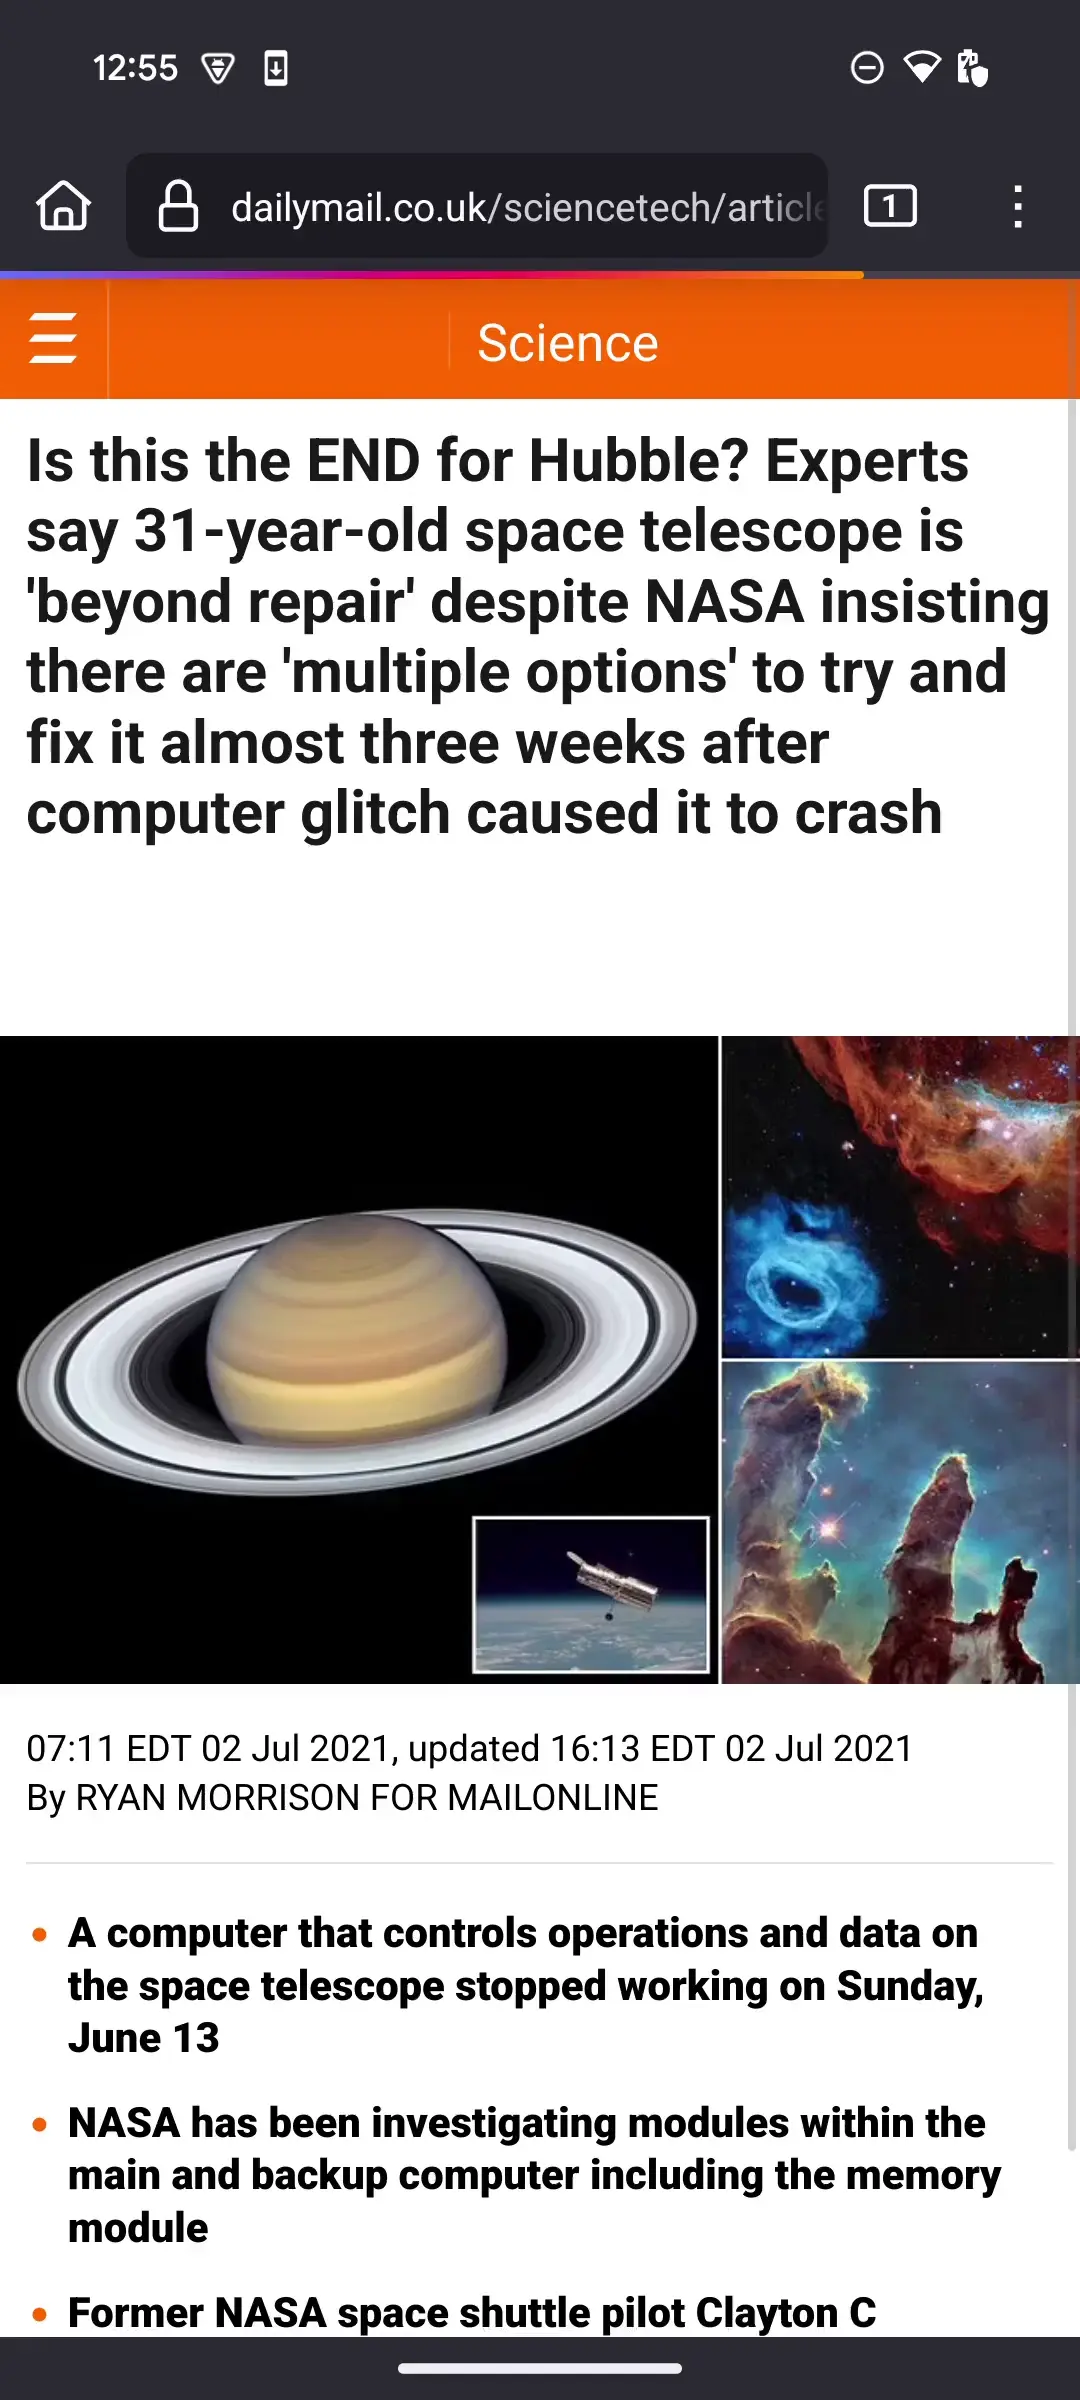 12:55
dailymail.co.uk/sciencetech/article
1
Science
Is this the END for Hubble? Experts
say 31-year-old space telescope is
'beyond repair' despite NASA insisting
there are 'multiple options' to try and
fix it almost three weeks after
computer glitch caused it to crash
07:11 EDT 02 Jul 2021, updated 16:13 EDT 02 Jul 2021
By RYAN MORRISON FOR MAILONLINE
• A computer that controls operations and data on
the space telescope stopped working on Sunday,
June 13
• NASA has been investigating modules within the
main and backup computer including the memory
module
• Former NASA space shuttle pilot Clayton C